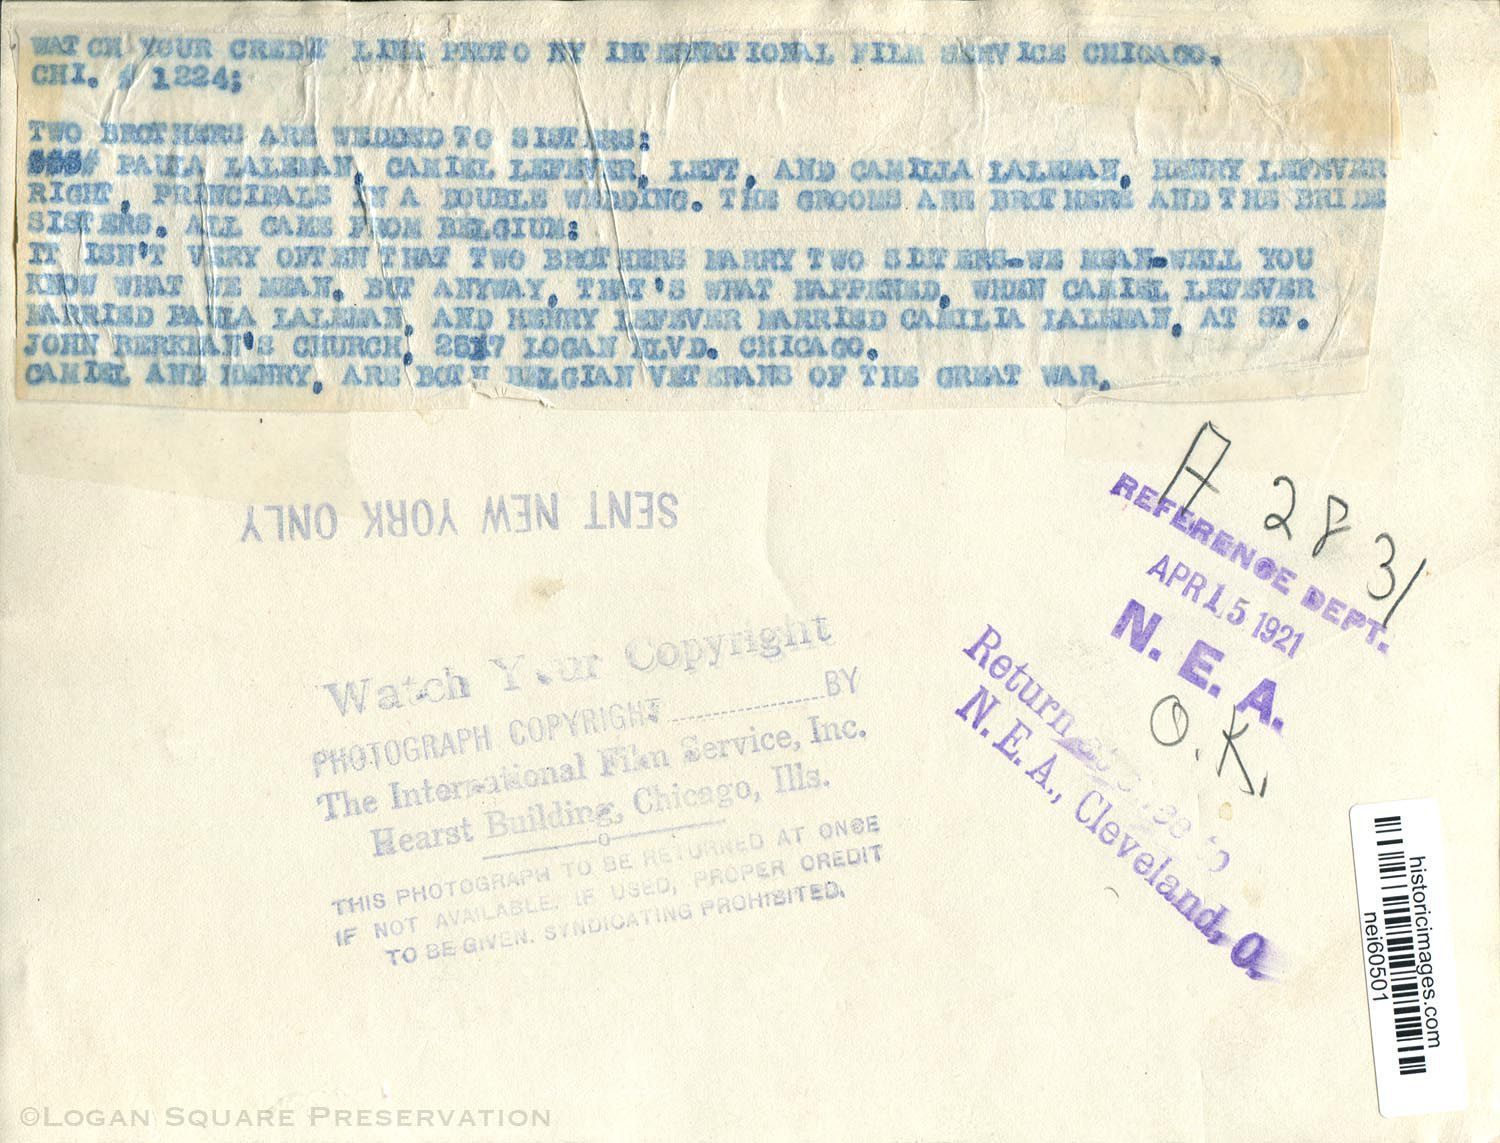 WATCH YOUR CREDIT LINE PHOTO NY INTERNATIONAL FILM SERVICE CHICAGO.
CHI. # 1224;
TWO BROTHERS ARE WEDDED TO SISTERS:
PAULA LALEMAN, CAMIEL LEFEVER, LEFT, AND CAMILIA LALEMAN, HENRY LEFEVER
RIGHT, PRINCIPALS IN A DOUBLE WEDDING. THE GROOMS ARE BROTHERS AND THE BRIDE
SISTERS. ALL CAME FROM BELGIUM:
IT ISN'T VERY OFTEN THAT TWO BROTHERS MARRY TWO SISTERS-WE MEAN-WELL YOU
KNOW WHAT WE MEAN. BUT ANYWAY, THAT'S WHAT HAPPENED, WHEN CAMIEL LEFEVER
MARRIED PAULA LALEMAN, AND HENRY LEFEVER MARRIED CAMILIA LALEMAN, AT ST.
JOHN BERKMAN'S CHURCH, 2517 LOGAN BLVD. CHICAGO.
CAMIEL AND HENRY, ARE BOTH BELGIAN VETERANS OF THE GREAT WAR.
SENT NEW YORK ONLY
A 2831
REFERENCE DEPT.
APR 15 1921
N. E. A.
O.K.
Return
N. E. A., Cleveland, O.
Watch Your Copyright
PHOTOGRAPH COPYRIGHT BY
The International Film Service, Inc.
Hearst Building, Chicago, Ills.
THIS PHOTOGRAPH TO BE RETURNED AT ONCE
IF NOT AVAILABLE. IF USED, PROPER CREDIT
TO BE GIVEN. SYNDICATING PROHIBITED.
historicimages.com
nei60501
©LOGAN SQUARE PRESERVATION